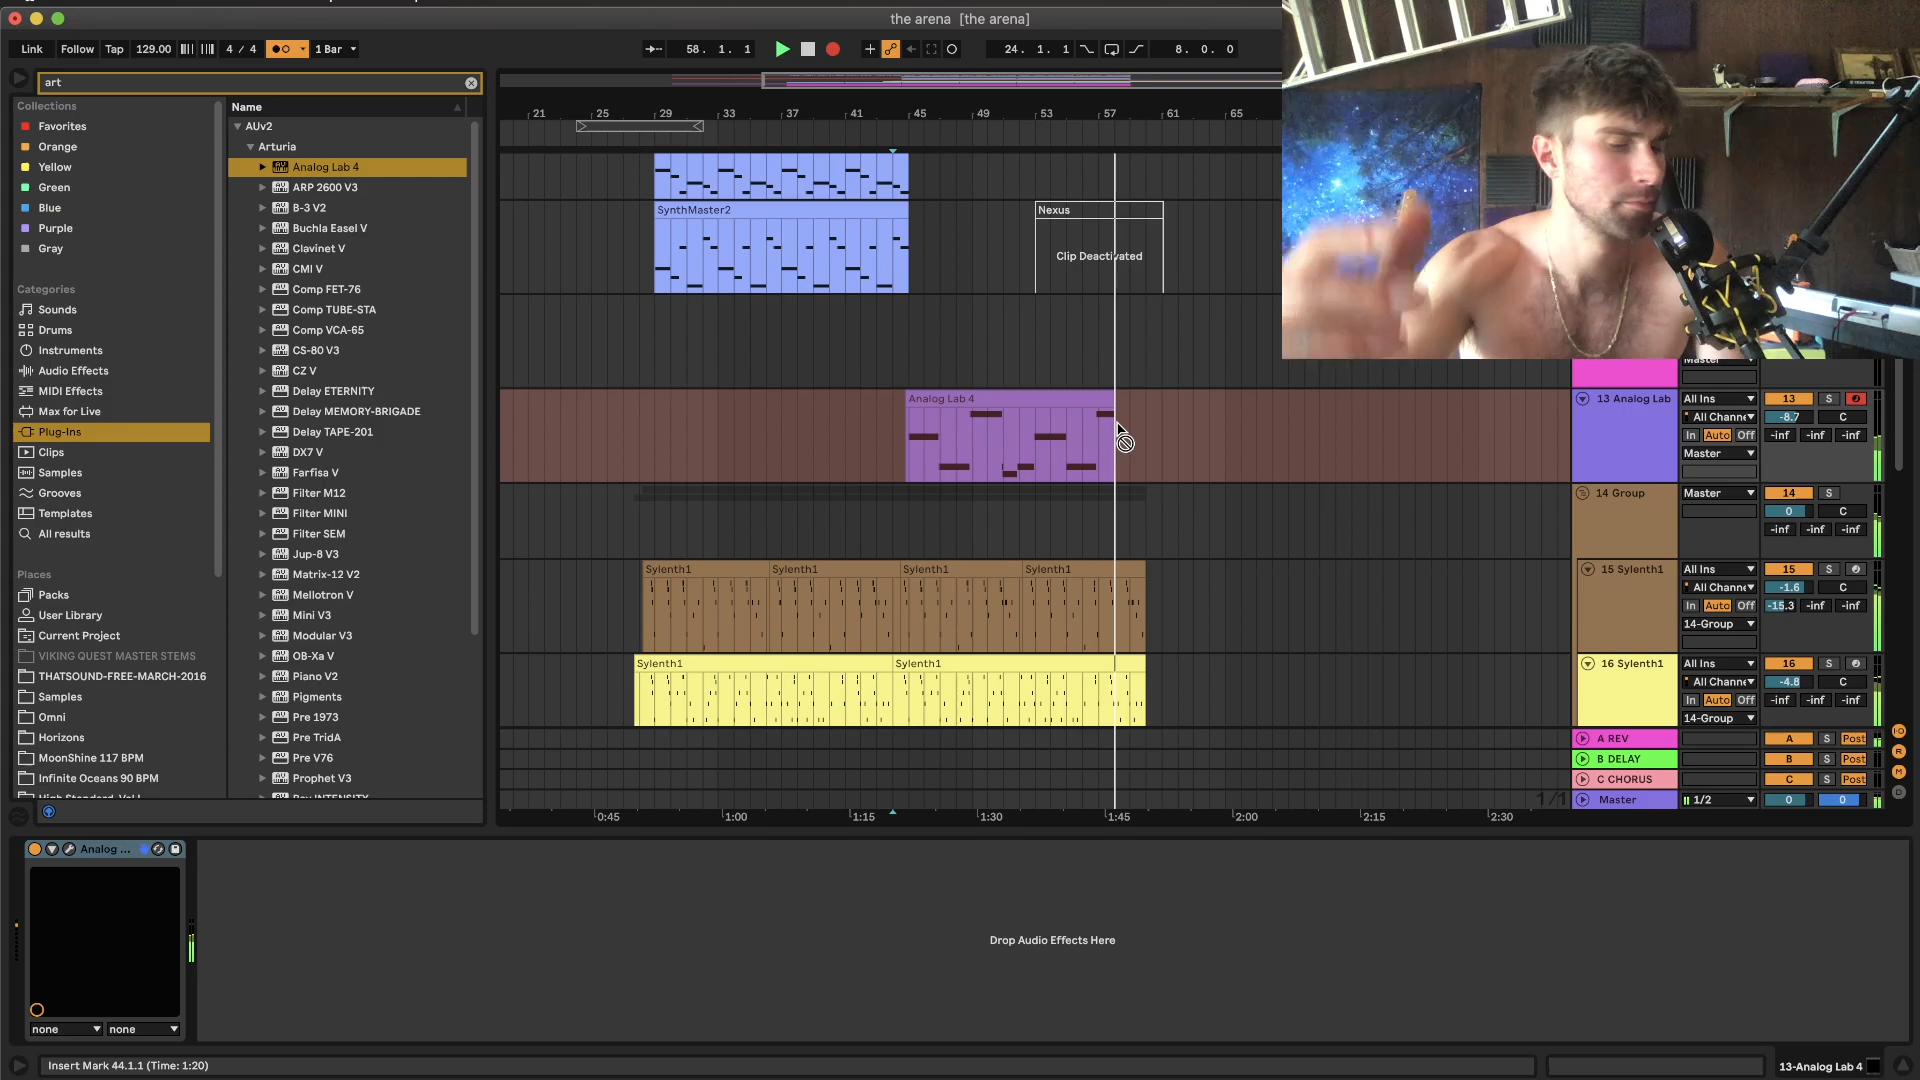 the arena [the arena]
Link Follow Tap 129.00 4 / 4 1 Bar 58. 1. 1 24. 1. 1 8. 0. 0
art
Collections
Favorites
Orange
Yellow
Green
Blue
Purple
Gray
Categories
Sounds
Drums
Instruments
Audio Effects
MIDI Effects
Max for Live
Plug-Ins
Clips
Samples
Grooves
Templates
All results
Places
Packs
User Library
Current Project
VIKING QUEST MASTER STEMS
THATSOUND-FREE-MARCH-2016
Samples
Omni
Horizons
MoonShine 117 BPM
Infinite Oceans 90 BPM
Name
AUv2
Arturia
Analog Lab 4
ARP 2600 V3
B-3 V2
Buchla Easel V
Clavinet V
CMI V
Comp FET-76
Comp TUBE-STA
Comp VCA-65
CS-80 V3
CZ V
Delay ETERNITY
Delay MEMORY-BRIGADE
Delay TAPE-201
DX7 V
Farfisa V
Filter M12
Filter MINI
Filter SEM
Jup-8 V3
Matrix-12 V2
Mellotron V
Mini V3
Modular V3
OB-Xa V
Piano V2
Pigments
Pre 1973
Pre TridA
Pre V76
Prophet V3
21 25 29 33 37 41 45 49 53 57 61 65
SynthMaster2
Nexus
Clip Deactivated
Analog Lab 4
Sylenth1 Sylenth1 Sylenth1 Sylenth1
Sylenth1 Sylenth1
Master
13 Analog Lab All Ins 13 S
All Channe -8.7 C
In Auto Off -inf -inf -inf
Master
14 Group Master 14 S
0 C
-inf -inf -inf
15 Sylenth1 All Ins 15 S
All Channe -1.6 C
In Auto Off -15.3 -inf -inf
14-Group
16 Sylenth1 All Ins 16 S
All Channe -4.8 C
In Auto Off -inf -inf -inf
14-Group
A REV A S Post
B DELAY B S Post
C CHORUS C S Post
1/1 Master 1/2 0 0
0:45 1:00 1:15 1:30 1:45 2:00 2:15 2:30
Analog ...
none none
Drop Audio Effects Here
Insert Mark 44.1.1 (Time: 1:20)
13-Analog Lab 4